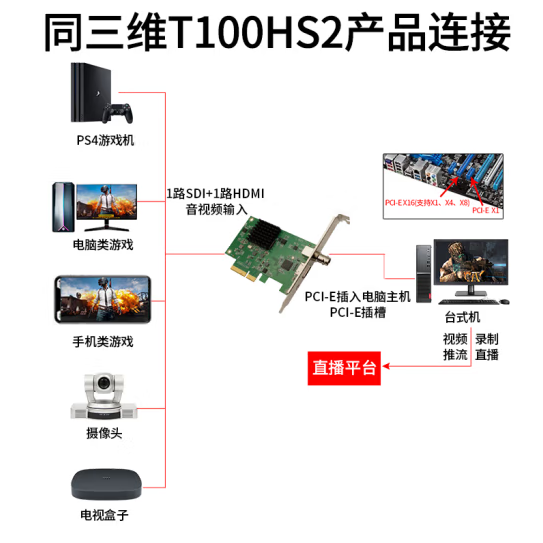 同三维T100HS2产品连接
PS4游戏机
电脑类游戏
手机类游戏
摄像头
电视盒子
1路SDI+1路HDMI
音视频输入
PCI-E插入电脑主机
PCI-E插槽
PCI-E X16(支持X1、X4、X8)
PCI-E X1
台式机
视频 录制
推流 直播
直播平台